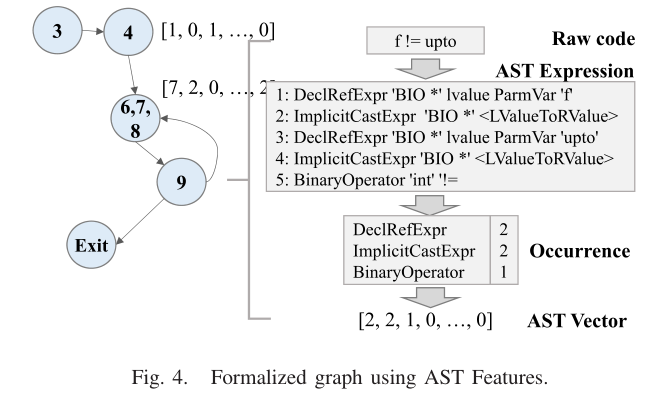 3
4
[1, 0, 1, …, 0]
[7, 2, 0, …, 2]
6,7,
8
9
Exit
f != upto
Raw code
AST Expression
1: DeclRefExpr 'BIO *' lvalue ParmVar 'f'
2: ImplicitCastExpr 'BIO *' <LValueToRValue>
3: DeclRefExpr 'BIO *' lvalue ParmVar 'upto'
4: ImplicitCastExpr 'BIO *' <LValueToRValue>
5: BinaryOperator 'int' '!=
DeclRefExpr 2
ImplicitCastExpr 2
BinaryOperator 1
Occurrence
[2, 2, 1, 0, …, 0]
AST Vector
Fig. 4. Formalized graph using AST Features.